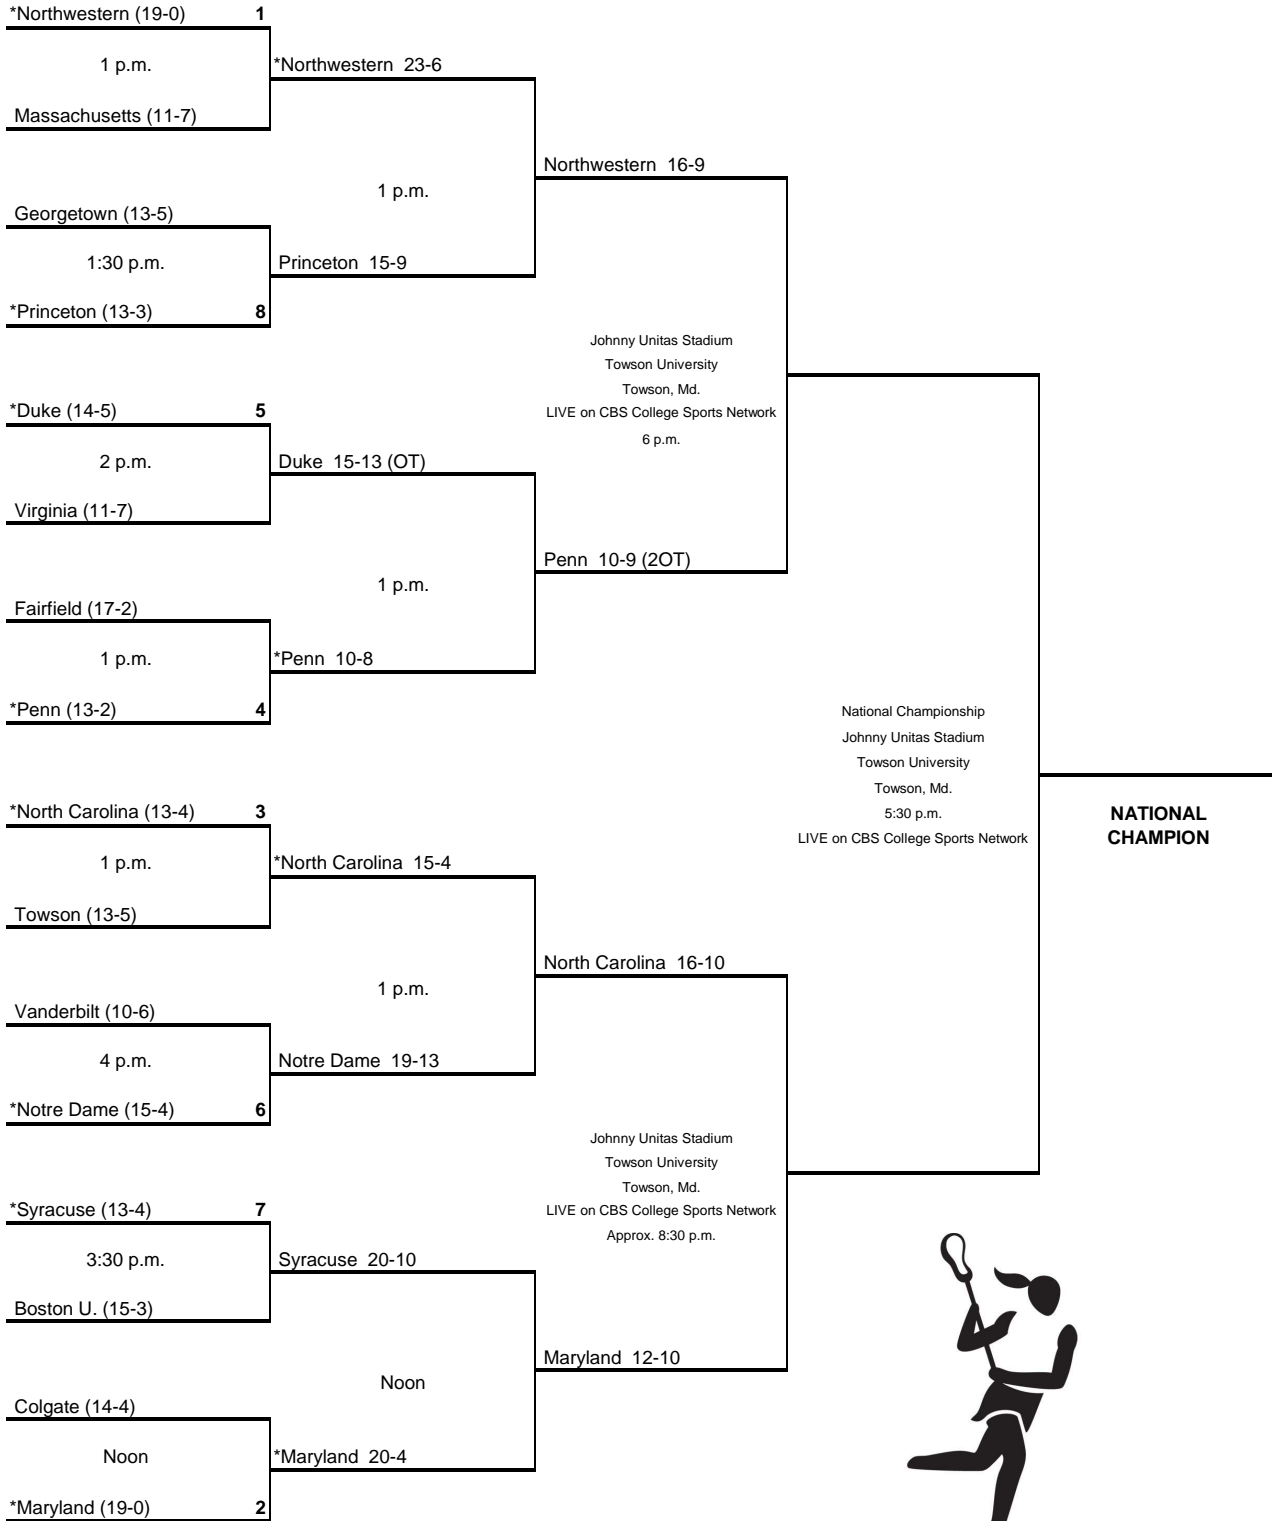 *Northwestern (19-0) 1
1 p.m.
*Northwestern 23-6
Massachusetts (11-7)
Northwestern 16-9
1 p.m.
Georgetown (13-5)
1:30 p.m.
Princeton 15-9
*Princeton (13-3) 8
Johnny Unitas Stadium
Towson University
Towson, Md.
LIVE on CBS College Sports Network
6 p.m.
*Duke (14-5) 5
2 p.m.
Duke 15-13 (OT)
Virginia (11-7)
Penn 10-9 (2OT)
1 p.m.
Fairfield (17-2)
1 p.m.
*Penn 10-8
*Penn (13-2) 4
National Championship
Johnny Unitas Stadium
Towson University
Towson, Md.
5:30 p.m.
LIVE on CBS College Sports Network
NATIONAL
CHAMPION
*North Carolina (13-4) 3
1 p.m.
*North Carolina 15-4
Towson (13-5)
North Carolina 16-10
1 p.m.
Vanderbilt (10-6)
4 p.m.
Notre Dame 19-13
*Notre Dame (15-4) 6
Johnny Unitas Stadium
Towson University
Towson, Md.
LIVE on CBS College Sports Network
Approx. 8:30 p.m.
*Syracuse (13-4) 7
3:30 p.m.
Syracuse 20-10
Boston U. (15-3)
Maryland 12-10
Noon
Colgate (14-4)
Noon
*Maryland 20-4
*Maryland (19-0) 2